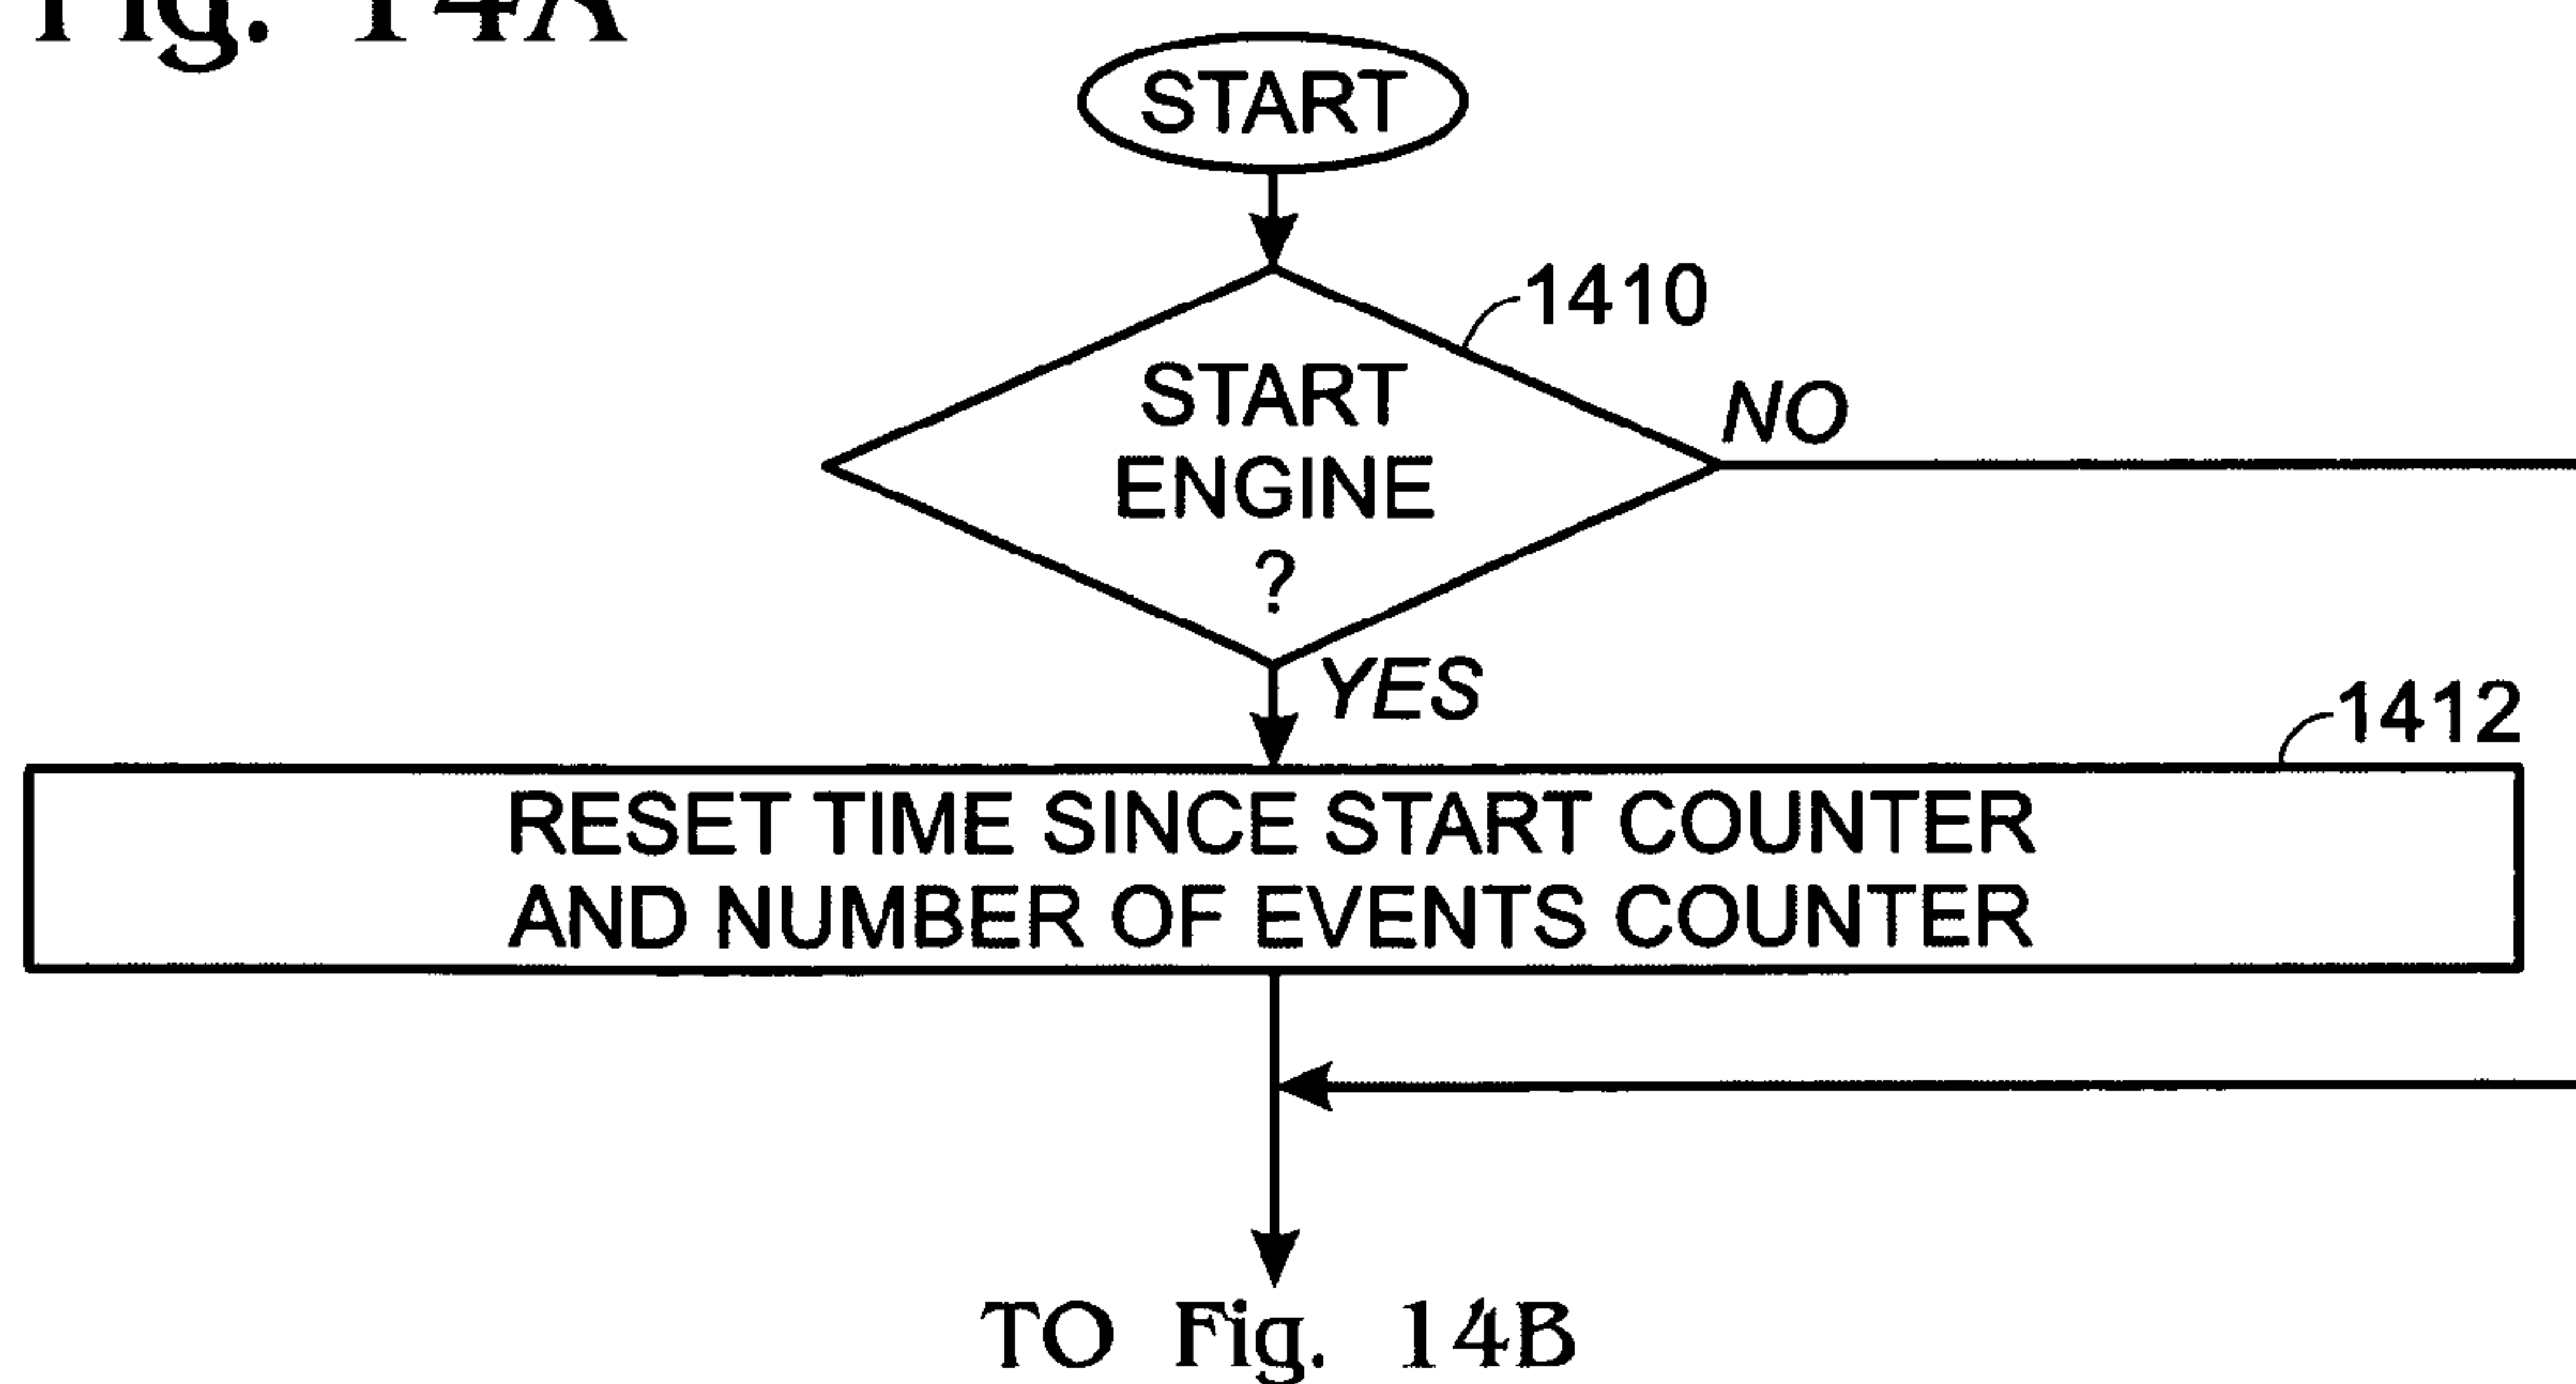 Fig. 14A
START
1410
START
ENGINE
?
NO
YES
1412
RESET TIME SINCE START COUNTER
AND NUMBER OF EVENTS COUNTER
TO Fig. 14B